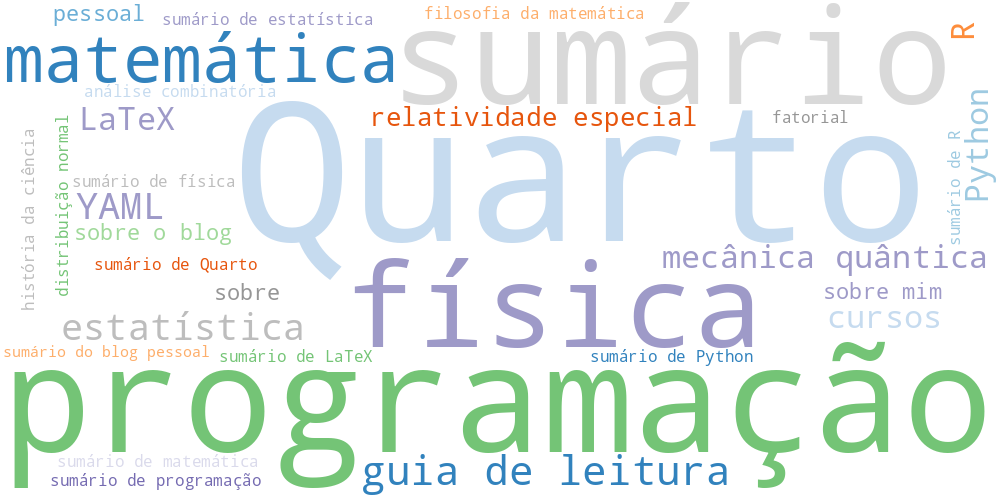 pessoal
sumário de estatística
filosofia da matemática
sumário
R
matemática
análise combinatória
LaTeX
relatividade especial
fatorial
Python
sumário de R
Quarto
história da ciência
distribuição normal
sumário de física
YAML
sobre o blog
sumário de Quarto
física
mecânica quântica
sobre
sobre mim
estatística
cursos
sumário do blog pessoal
sumário de LaTeX
sumário de Python
programação
sumário de matemática
sumário de programação
guia de leitura